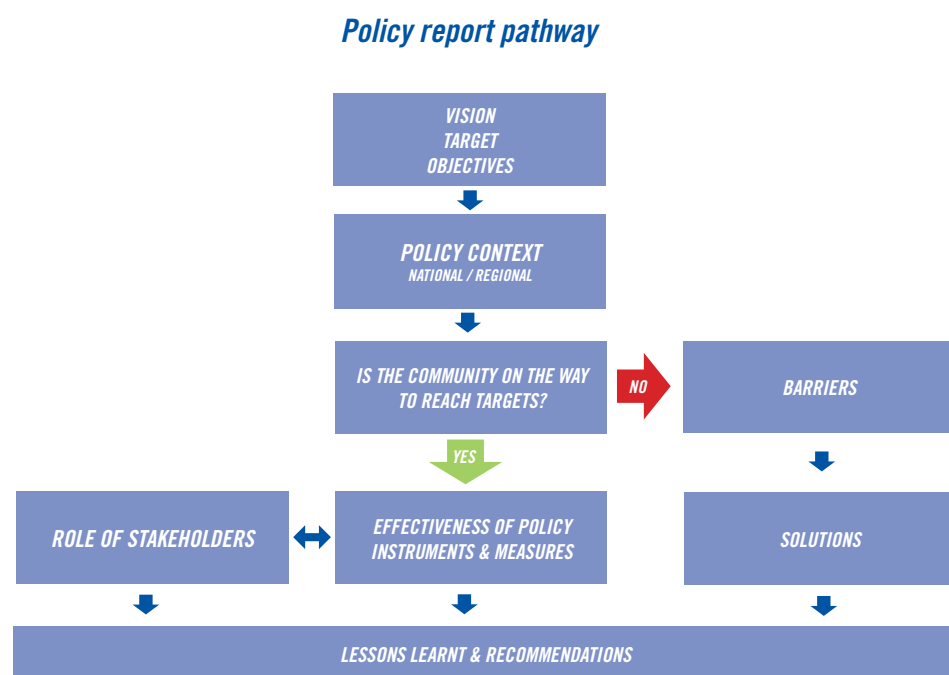 Policy report pathway
VISION
TARGET
OBJECTIVES
POLICY CONTEXT
NATIONAL / REGIONAL
IS THE COMMUNITY ON THE WAY
TO REACH TARGETS?
NO
BARRIERS
YES
ROLE OF STAKEHOLDERS
EFFECTIVENESS OF POLICY
INSTRUMENTS & MEASURES
SOLUTIONS
LESSONS LEARNT & RECOMMENDATIONS